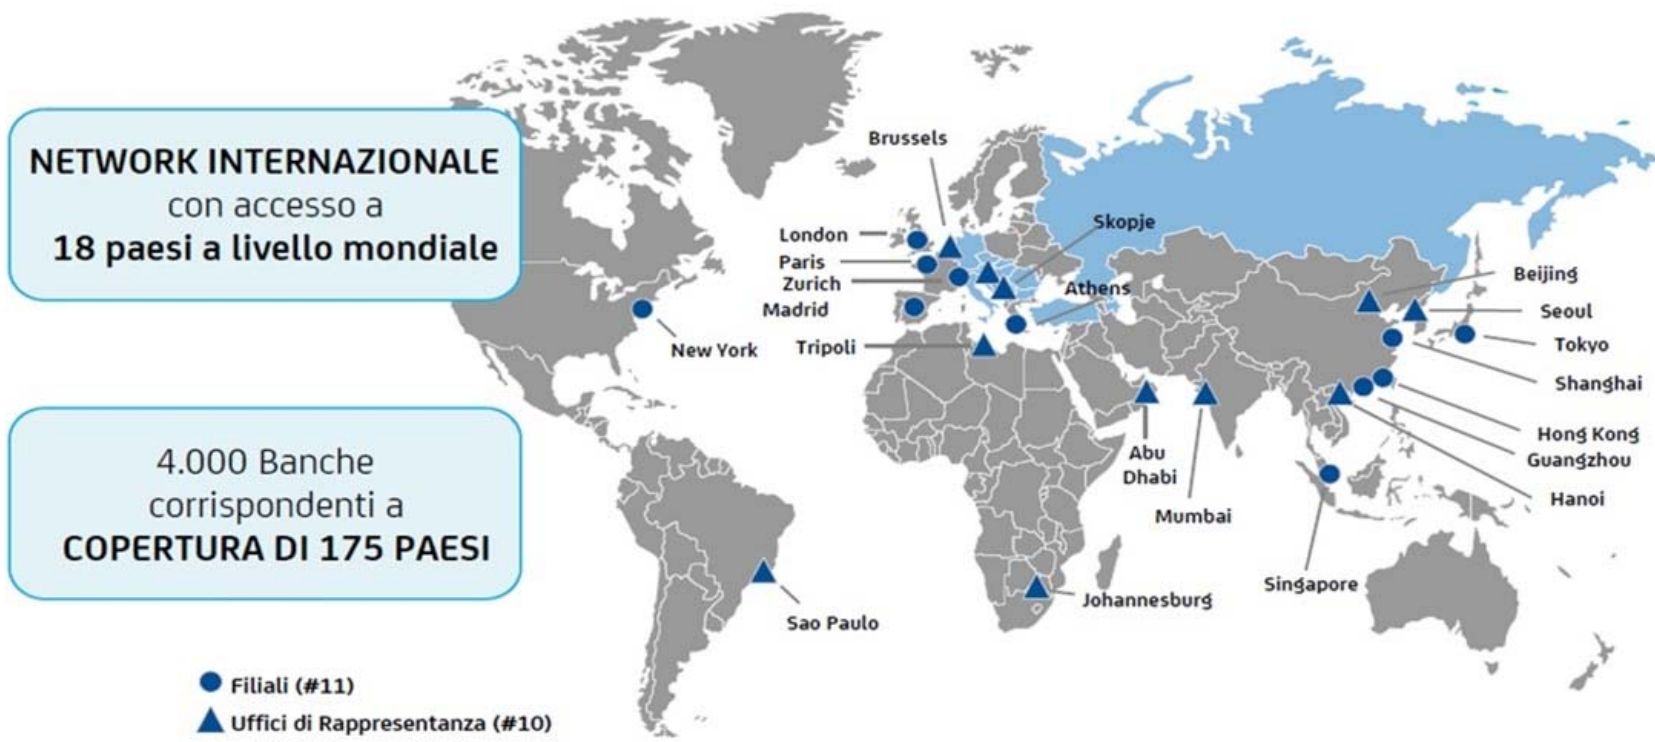 NETWORK INTERNAZIONALE
con accesso a
18 paesi a livello mondiale
4.000 Banche
corrispondenti a
COPERTURA DI 175 PAESI
Brussels
London
Paris
Zurich
Madrid
Tripoli
Skopje
Athens
New York
Sao Paulo
Abu
Dhabi
Mumbai
Johannesburg
Beijing
Seoul
Tokyo
Shanghai
Hong Kong
Guangzhou
Hanoi
Singapore
Filiali (#11)
Uffici di Rappresentanza (#10)